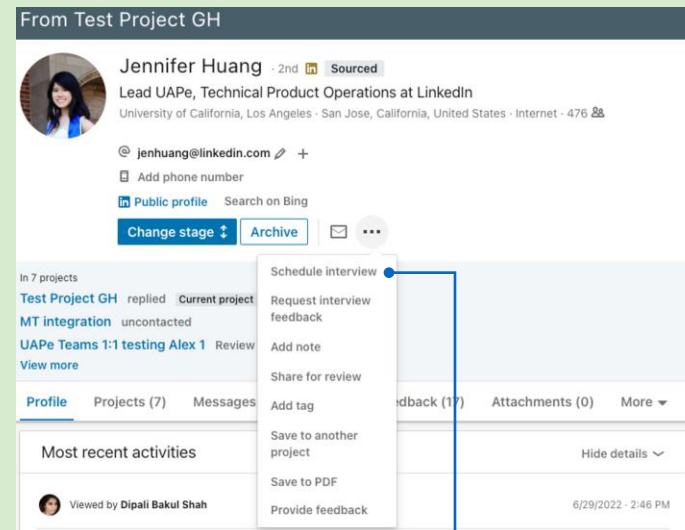 From Test Project GH
Jennifer Huang · 2nd in Sourced
Lead UAPe, Technical Product Operations at LinkedIn
University of California, Los Angeles · San Jose, California, United States · Internet · 476
@ jenhuang@linkedin.com +
Add phone number
in Public profile Search on Bing
Change stage Archive ...
Schedule interview
Request interview
feedback
Add note
Share for review
Add tag
Save to another
project
Save to PDF
Provide feedback
In 7 projects
Test Project GH replied Current project
MT integration uncontacted
UAPe Teams 1:1 testing Alex 1 Review
View more
Profile Projects (7) Messages edback (17) Attachments (0) More
Most recent activities Hide details
Viewed by Dipali Bakul Shah 6/29/2022 · 2:46 PM